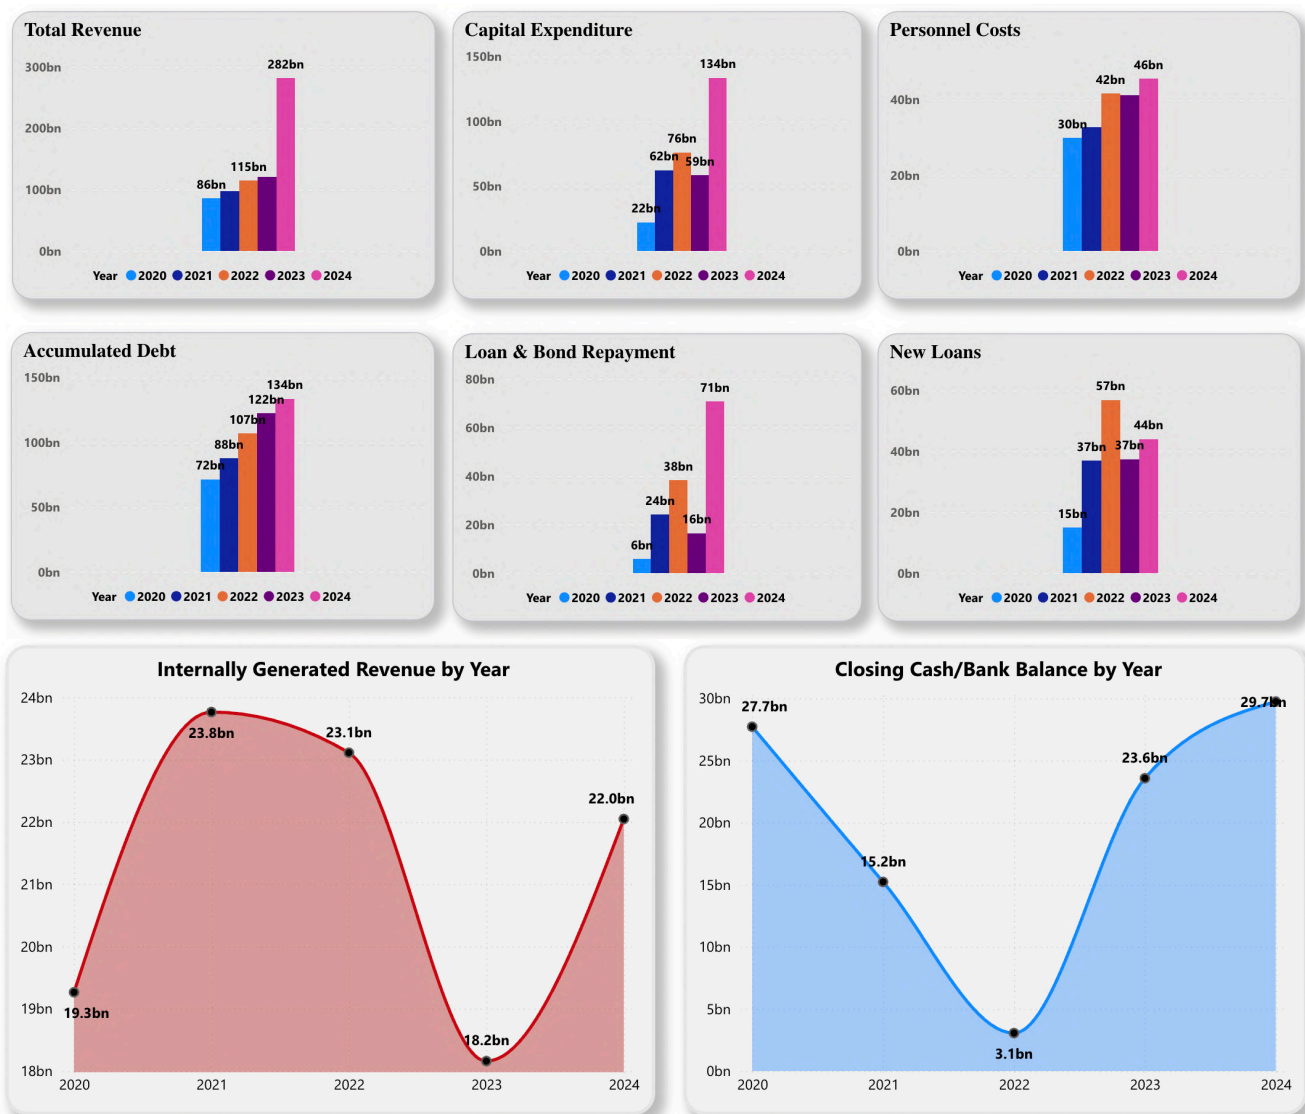 Total Revenue
300bn
200bn
100bn
0bn
86bn
115bn
282bn
Year 2020 2021 2022 2023 2024
Capital Expenditure
150bn
100bn
50bn
0bn
22bn
62bn
76bn
59bn
134bn
Year 2020 2021 2022 2023 2024
Personnel Costs
40bn
20bn
0bn
30bn
42bn
46bn
Year 2020 2021 2022 2023 2024
Accumulated Debt
150bn
100bn
50bn
0bn
72bn
88bn
107bn
122bn
134bn
Year 2020 2021 2022 2023 2024
Loan & Bond Repayment
80bn
60bn
40bn
20bn
0bn
6bn
24bn
38bn
16bn
71bn
Year 2020 2021 2022 2023 2024
New Loans
60bn
40bn
20bn
0bn
15bn
37bn
57bn
37bn
44bn
Year 2020 2021 2022 2023 2024
Internally Generated Revenue by Year
24bn
23bn
22bn
21bn
20bn
19bn
18bn
19.3bn
23.8bn
23.1bn
18.2bn
22.0bn
2020 2021 2022 2023 2024
Closing Cash/Bank Balance by Year
30bn
25bn
20bn
15bn
10bn
5bn
0bn
27.7bn
15.2bn
3.1bn
23.6bn
29.7bn
2020 2021 2022 2023 2024